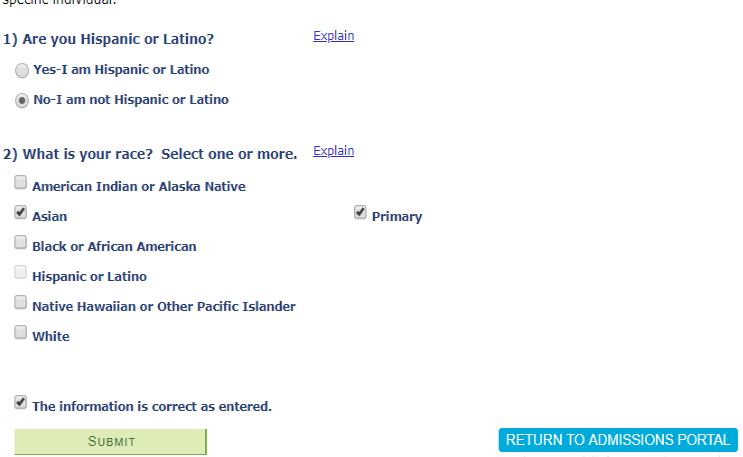 specific individual.
1) Are you Hispanic or Latino? Explain
Yes-I am Hispanic or Latino
No-I am not Hispanic or Latino
2) What is your race? Select one or more. Explain
American Indian or Alaska Native
Asian Primary
Black or African American
Hispanic or Latino
Native Hawaiian or Other Pacific Islander
White
The information is correct as entered.
SUBMIT RETURN TO ADMISSIONS PORTAL